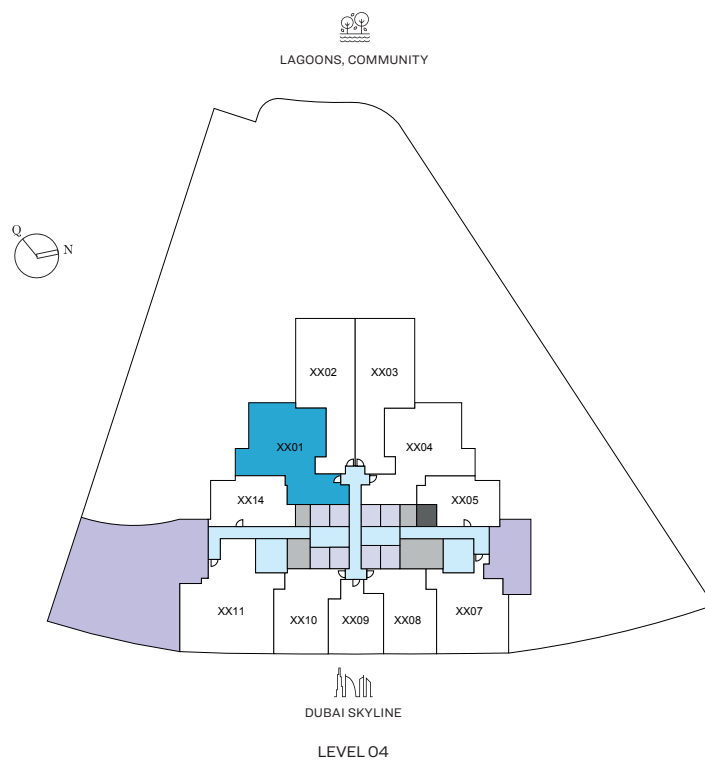 LAGOONS, COMMUNITY
Q
N
XX02
XX03
XX01
XX04
XX14
XX05
XX11
XX10
XX09
XX08
XX07
DUBAI SKYLINE
LEVEL 04